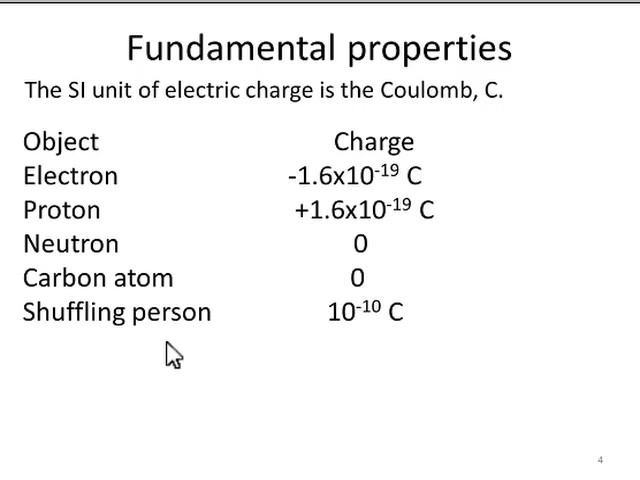 Fundamental properties
The SI unit of electric charge is the Coulomb, C.
Object Charge
Electron -1.6x10⁻¹⁹ C
Proton +1.6x10⁻¹⁹ C
Neutron 0
Carbon atom 0
Shuffling person 10⁻¹⁰ C
4